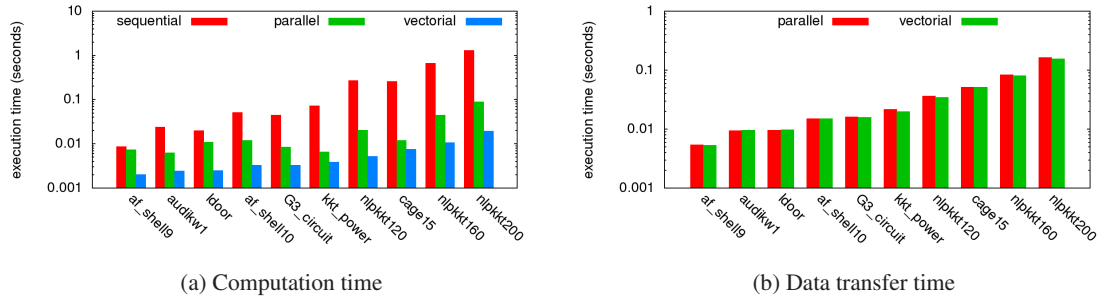 10
1
0.1
0.01
0.001
execution time (seconds)
sequential parallel vectorial
af_shell9 audikw1 ldoor af_shell10 G3_circuit kkt_power nlpkkt120 cage15 nlpkkt160 nlpkkt200
(a) Computation time
1
0.1
0.01
0.001
execution time (seconds)
parallel vectorial
af_shell9 audikw1 ldoor af_shell10 G3_circuit kkt_power nlpkkt120 cage15 nlpkkt160 nlpkkt200
(b) Data transfer time